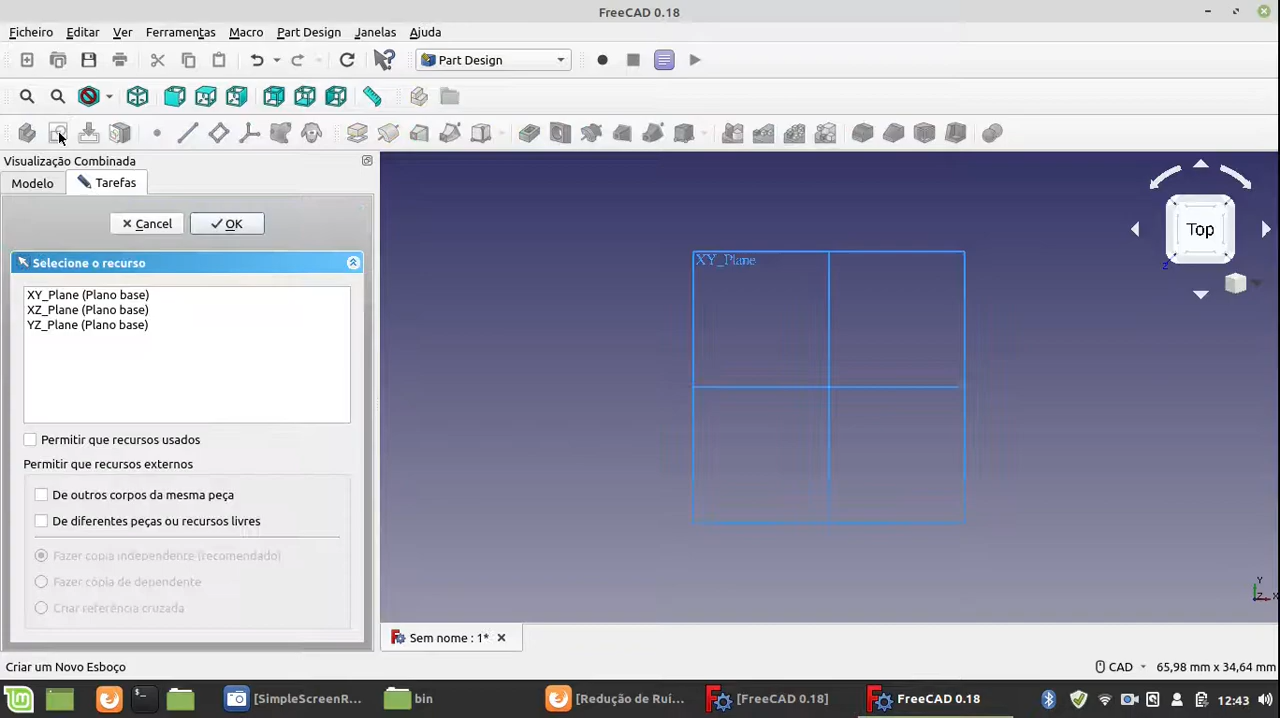 FreeCAD 0.18
Ficheiro Editar Ver Ferramentas Macro Part Design Janelas Ajuda
Part Design
Visualização Combinada
Modelo Tarefas
Cancel OK
Selecione o recurso
XY_Plane (Plano base)
XZ_Plane (Plano base)
YZ_Plane (Plano base)
Permitir que recursos usados
Permitir que recursos externos
De outros corpos da mesma peça
De diferentes peças ou recursos livres
Fazer cópia independente (recomendado)
Fazer cópia de dependente
Criar referência cruzada
XY_Plane
Top
Z
Y
Z X
Sem nome : 1*
Criar um Novo Esboço
CAD 65,98 mm x 34,64 mm
[SimpleScreenR... bin [Redução de Ruí... [FreeCAD 0.18] FreeCAD 0.18 12:43